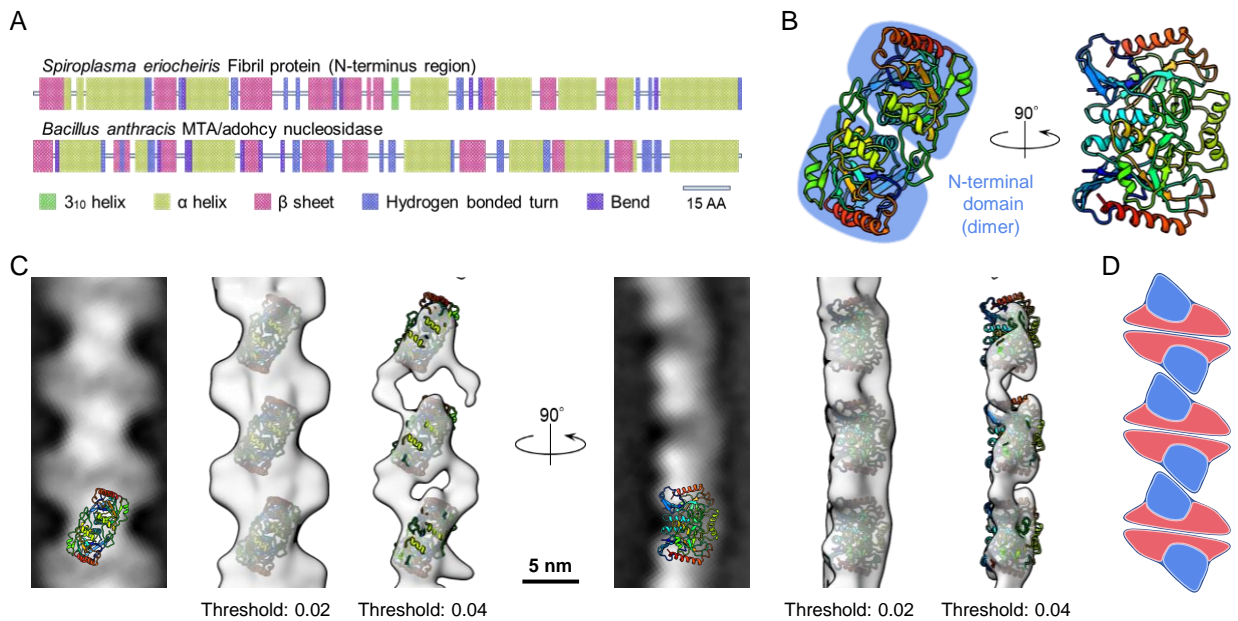 A
Spiroplasma eriocheiris Fibril protein (N-terminus region)
Bacillus anthracis MTA/adohcy nucleosidase
3₁₀ helix
α helix
β sheet
Hydrogen bonded turn
Bend
15 AA
B
90°
N-terminal
domain
(dimer)
C
90°
5 nm
Threshold: 0.02
Threshold: 0.04
Threshold: 0.02
Threshold: 0.04
D